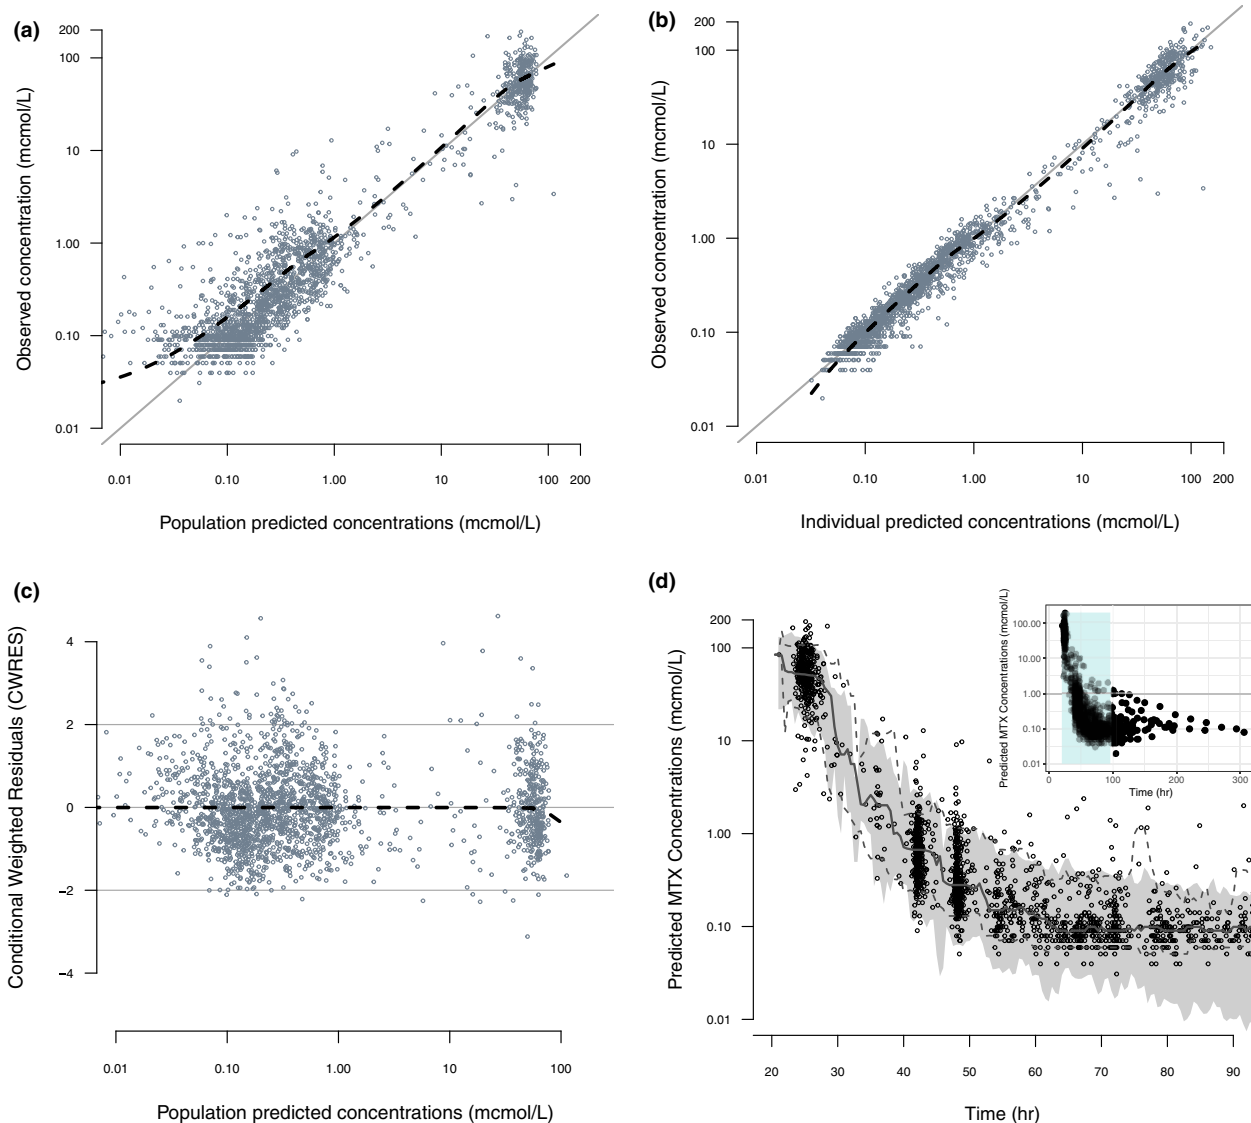 (a)
200
100
10
1.00
0.10
0.01
Observed concentration (mcmol/L)
0.01 0.10 1.00 10 100 200
Population predicted concentrations (mcmol/L)
(b)
200
100
10
1.00
0.10
0.01
Observed concentration (mcmol/L)
0.01 0.10 1.00 10 100 200
Individual predicted concentrations (mcmol/L)
(c)
4
2
0
−2
−4
Conditional Weighted Residuals (CWRES)
0.01 0.10 1.00 10 100
Population predicted concentrations (mcmol/L)
(d)
200
100
10
1.00
0.10
0.01
Predicted MTX Concentrations (mcmol/L)
20 30 40 50 60 70 80 90
Time (hr)
100.00
10.00
1.00
0.10
0.01
Predicted MTX Concentrations (mcmol/L)
0 100 200 300
Time (hr)